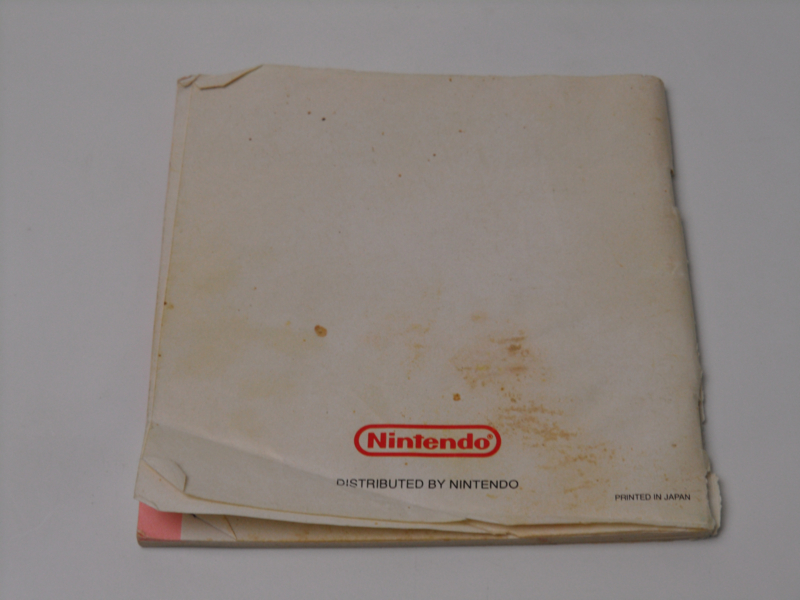 Nintendo®
DISTRIBUTED BY NINTENDO
PRINTED IN JAPAN